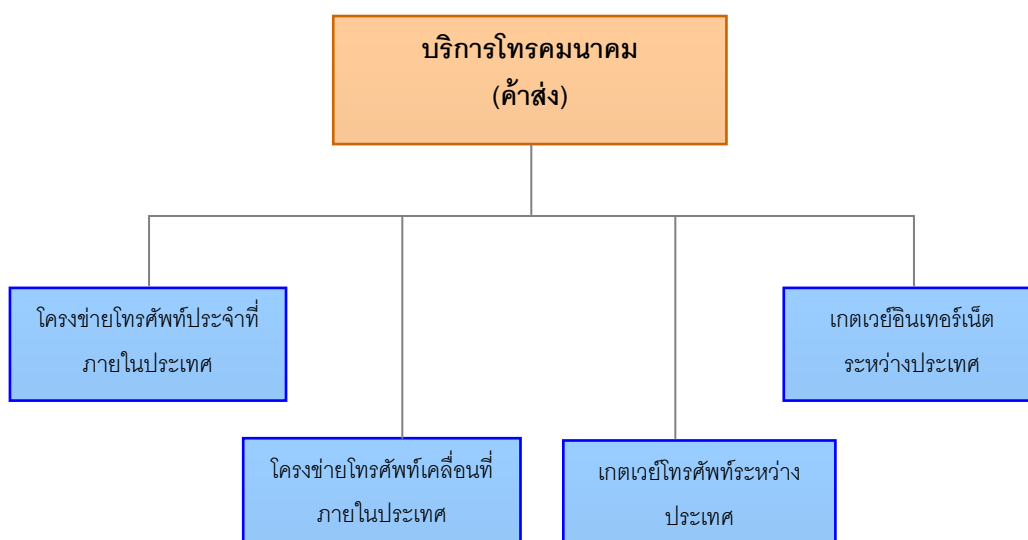 บริการโทรคมนาคม
(ค้าส่ง)
โครงข่ายโทรศัพท์ประจำที่
ภายในประเทศ
เกตเวย์อินเทอร์เน็ต
ระหว่างประเทศ
โครงข่ายโทรศัพท์เคลื่อนที่
ภายในประเทศ
เกตเวย์โทรศัพท์ระหว่าง
ประเทศ